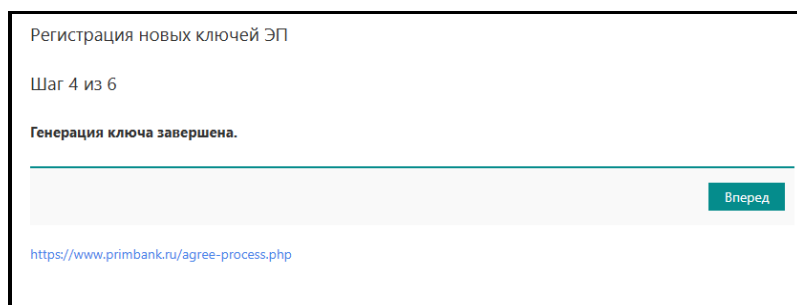 Регистрация новых ключей ЭП
Шаг 4 из 6
Генерация ключа завершена.
Вперед
https://www.primbank.ru/agree-process.php